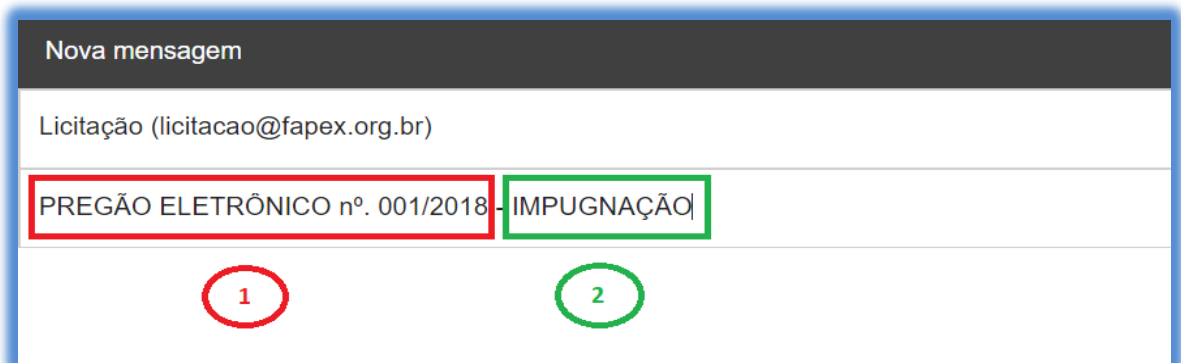 Nova mensagem
Licitação (licitacao@fapex.org.br)
PREGÃO ELETRÔNICO nº. 001/2018 - IMPUGNAÇÃO
1 2